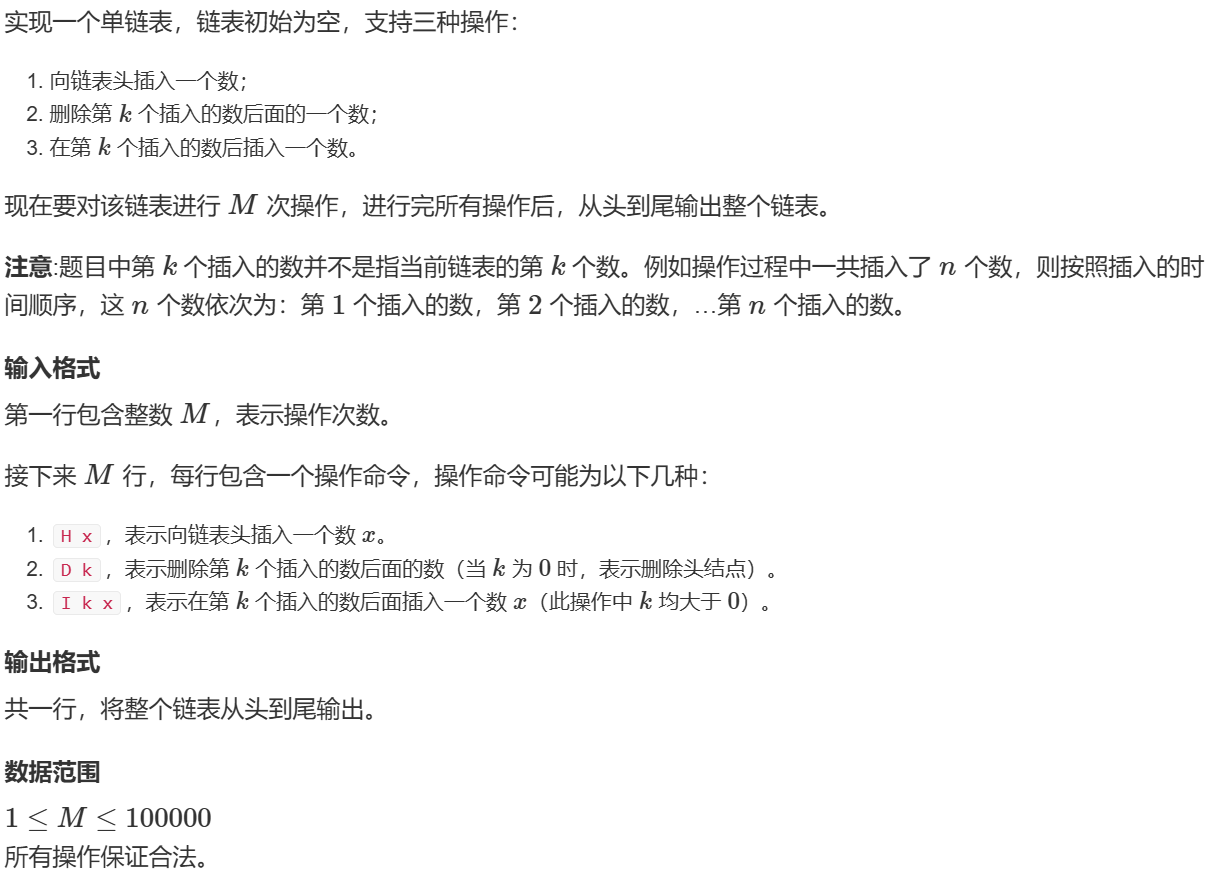 实现一个单链表，链表初始为空，支持三种操作：
1. 向链表头插入一个数；
2. 删除第 k 个插入的数后面的一个数；
3. 在第 k 个插入的数后插入一个数。
现在要对该链表进行 M 次操作，进行完所有操作后，从头到尾输出整个链表。
注意:题目中第 k 个插入的数并不是指当前链表的第 k 个数。例如操作过程中一共插入了 n 个数，则按照插入的时
间顺序，这 n 个数依次为：第 1 个插入的数，第 2 个插入的数，…第 n 个插入的数。
输入格式
第一行包含整数 M，表示操作次数。
接下来 M 行，每行包含一个操作命令，操作命令可能为以下几种：
1. H x，表示向链表头插入一个数 x。
2. D k，表示删除第 k 个插入的数后面的数（当 k 为 0 时，表示删除头结点）。
3. I k x，表示在第 k 个插入的数后面插入一个数 x（此操作中 k 均大于 0）。
输出格式
共一行，将整个链表从头到尾输出。
数据范围
1 ≤ M ≤ 100000
所有操作保证合法。